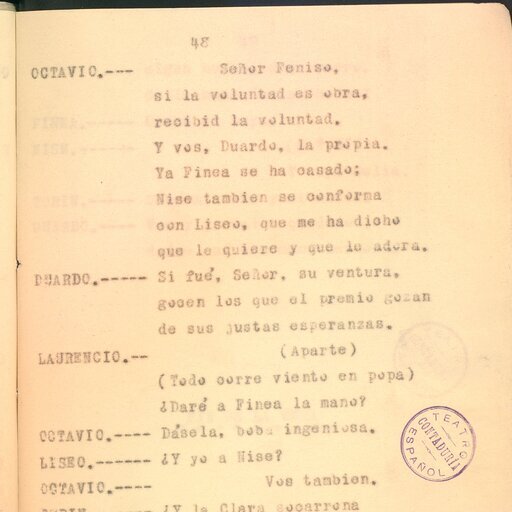 48
OCTAVIO.--- Señor Feniso,
si la voluntad es obra,
recibid la voluntad.
Y vos, Duardo, la propia.
Ya Finea se ha casado;
Nise tambien se conforma
con Liseo, que me ha dicho
que le quiere y que le adora.
DUARDO.----- Si fué, Señor, su ventura,
gocen los que el premio gozan
de sus justas esperanzas.
LAURENCIO.-- (Aparte)
(Todo corre viento en popa)
¿Daré a Finea la mano?
OCTAVIO.---- Dásela, boba ingeniosa.
LISEO.------ ¿Y yo a Nise?
OCTAVIO.---- Vos tambien.
¿Y la Clara socarrona
TEATRO ESPAÑOL
CONTADURÍA